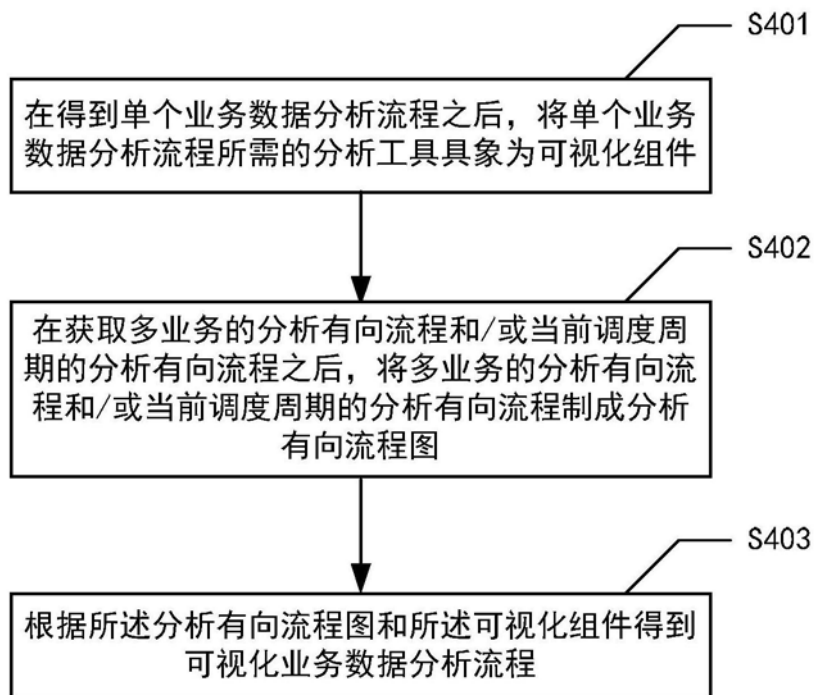 S401
在得到单个业务数据分析流程之后，将单个业务
数据分析流程所需的分析工具具象为可视化组件
S402
在获取多业务的分析有向流程和/或当前调度周
期的分析有向流程之后，将多业务的分析有向流
程和/或当前调度周期的分析有向流程制成分析
有向流程图
S403
根据所述分析有向流程图和所述可视化组件得到
可视化业务数据分析流程